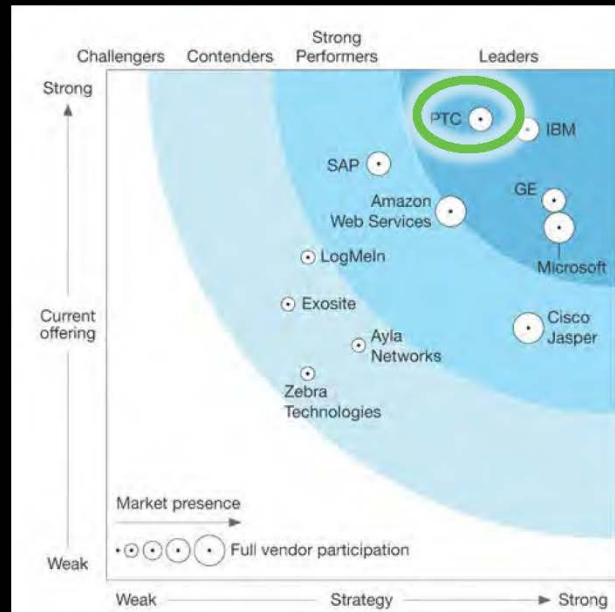 Challengers
Contenders
Strong
Performers
Leaders
Strong
PTC
IBM
SAP
GE
Amazon
Web Services
Microsoft
LogMeIn
Exosite
Current
offering
Cisco
Jasper
Ayla
Networks
Zebra
Technologies
Market presence
Full vendor participation
Weak
Weak
Strategy
Strong